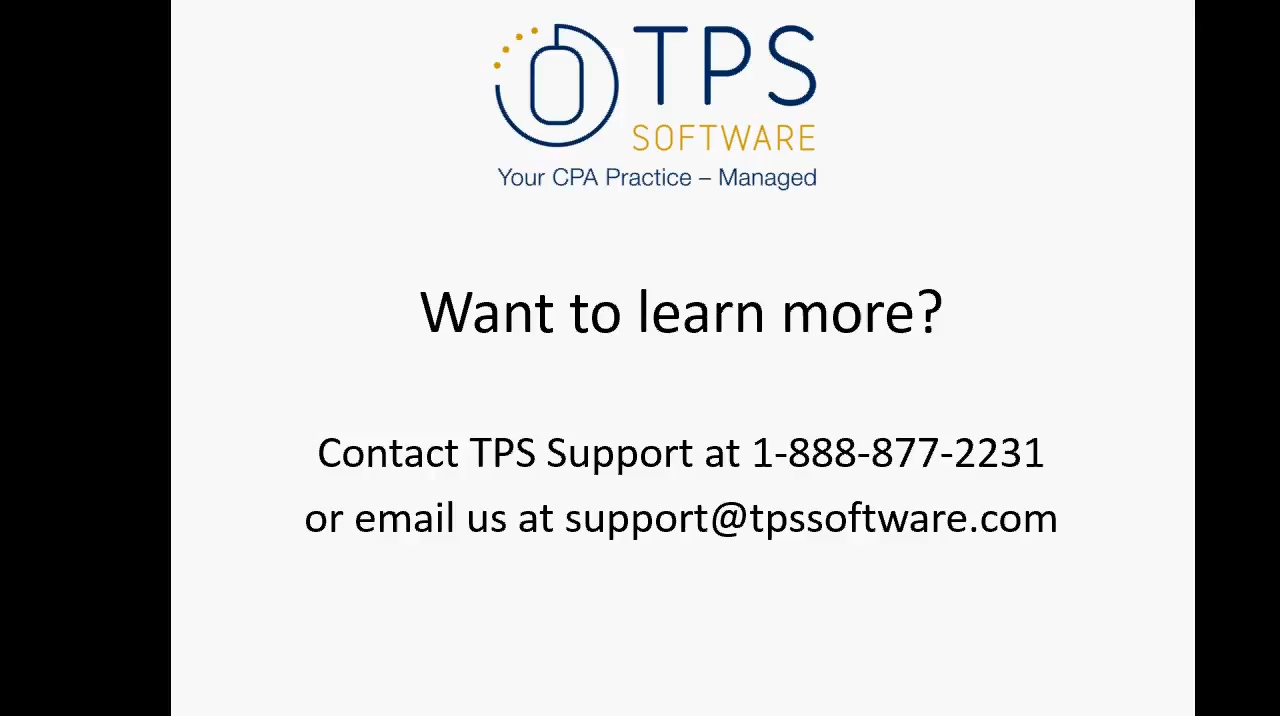 TPS
SOFTWARE
Your CPA Practice – Managed
Want to learn more?
Contact TPS Support at 1-888-877-2231
or email us at support@tpssoftware.com